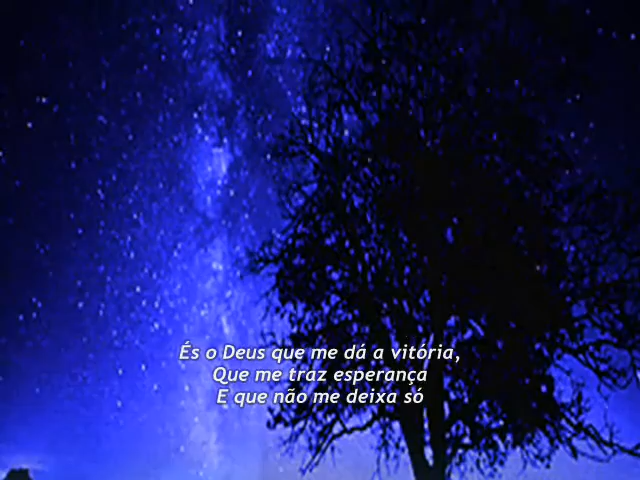 És o Deus que me dá a vitória,
Que me traz esperança
E que não me deixa só